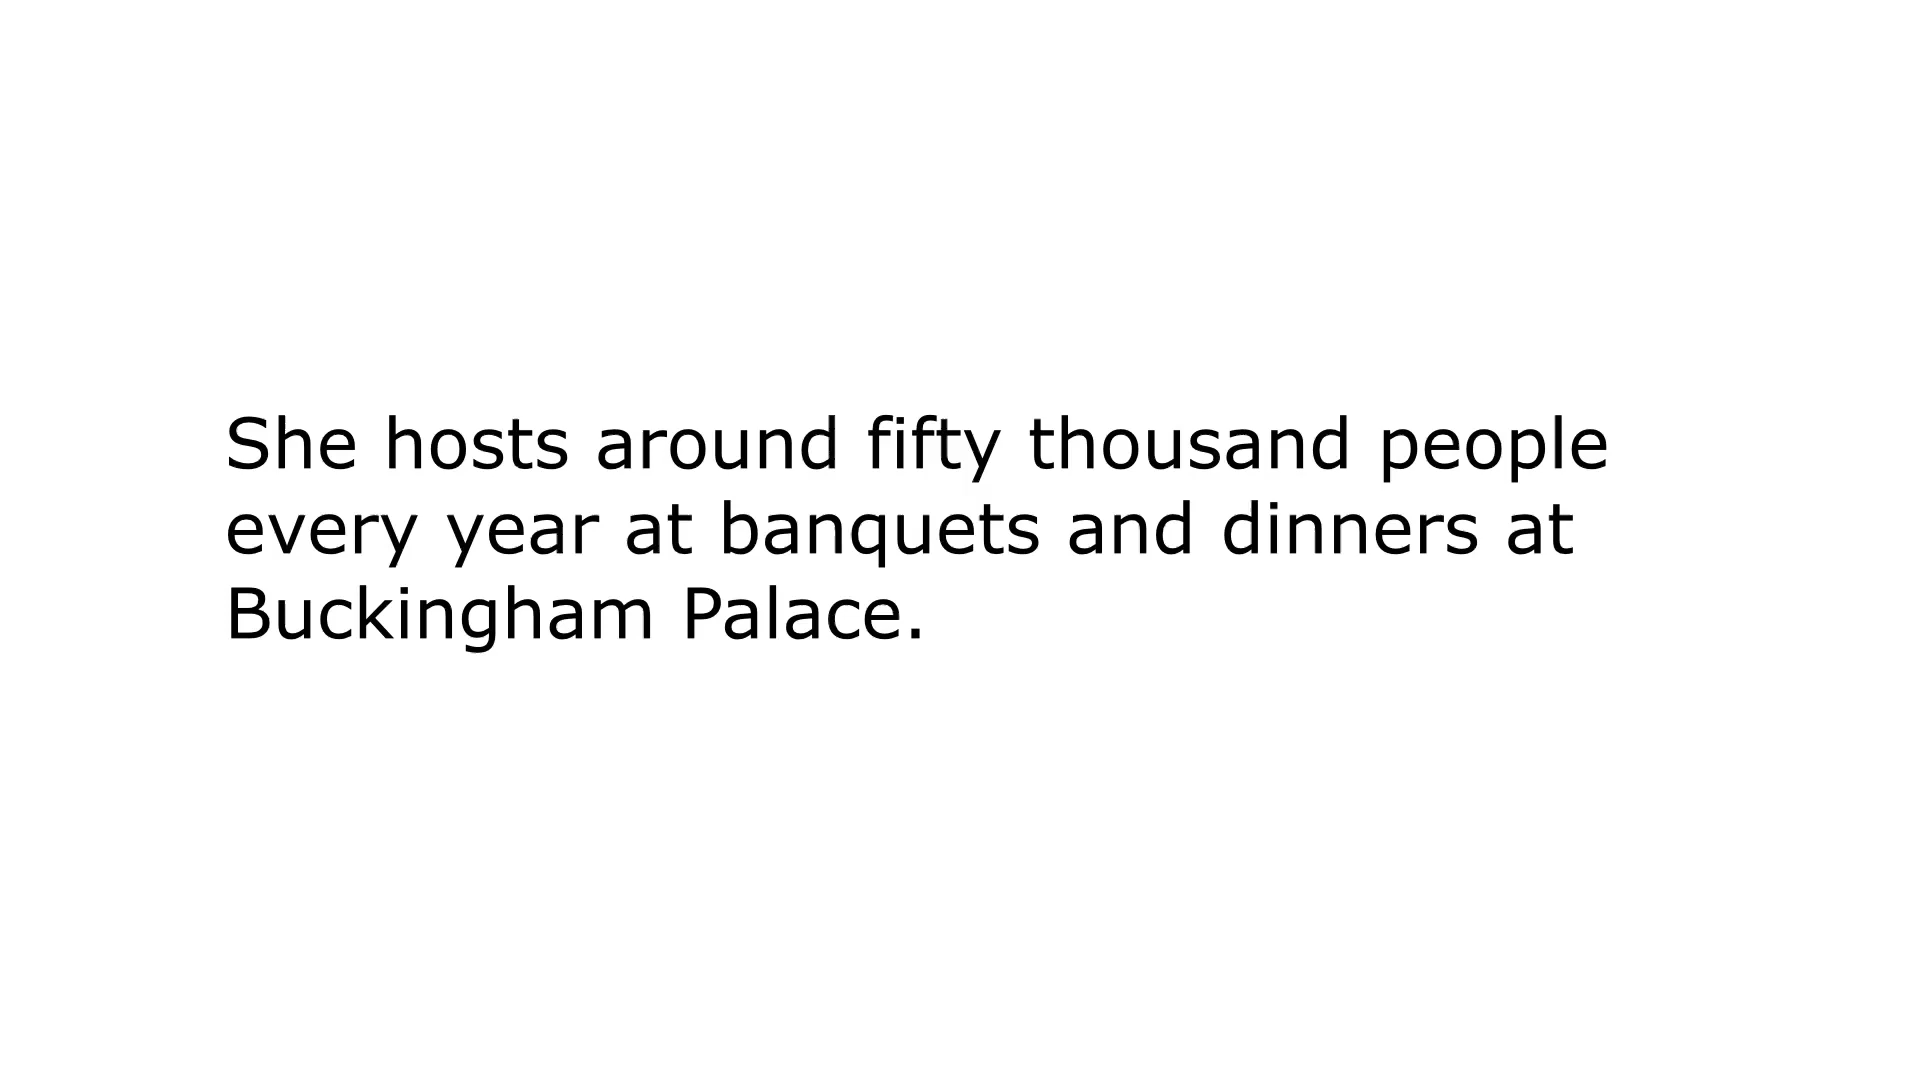 She hosts around fifty thousand people
every year at banquets and dinners at
Buckingham Palace.